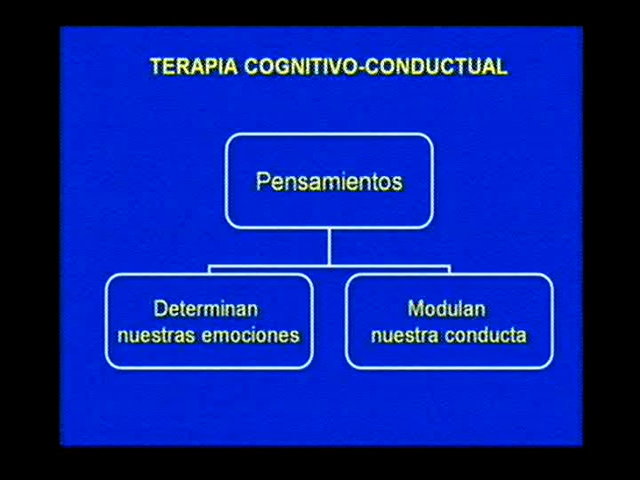 TERAPIA COGNITIVO-CONDUCTUAL
Pensamientos
Determinan
nuestras emociones
Modulan
nuestra conducta